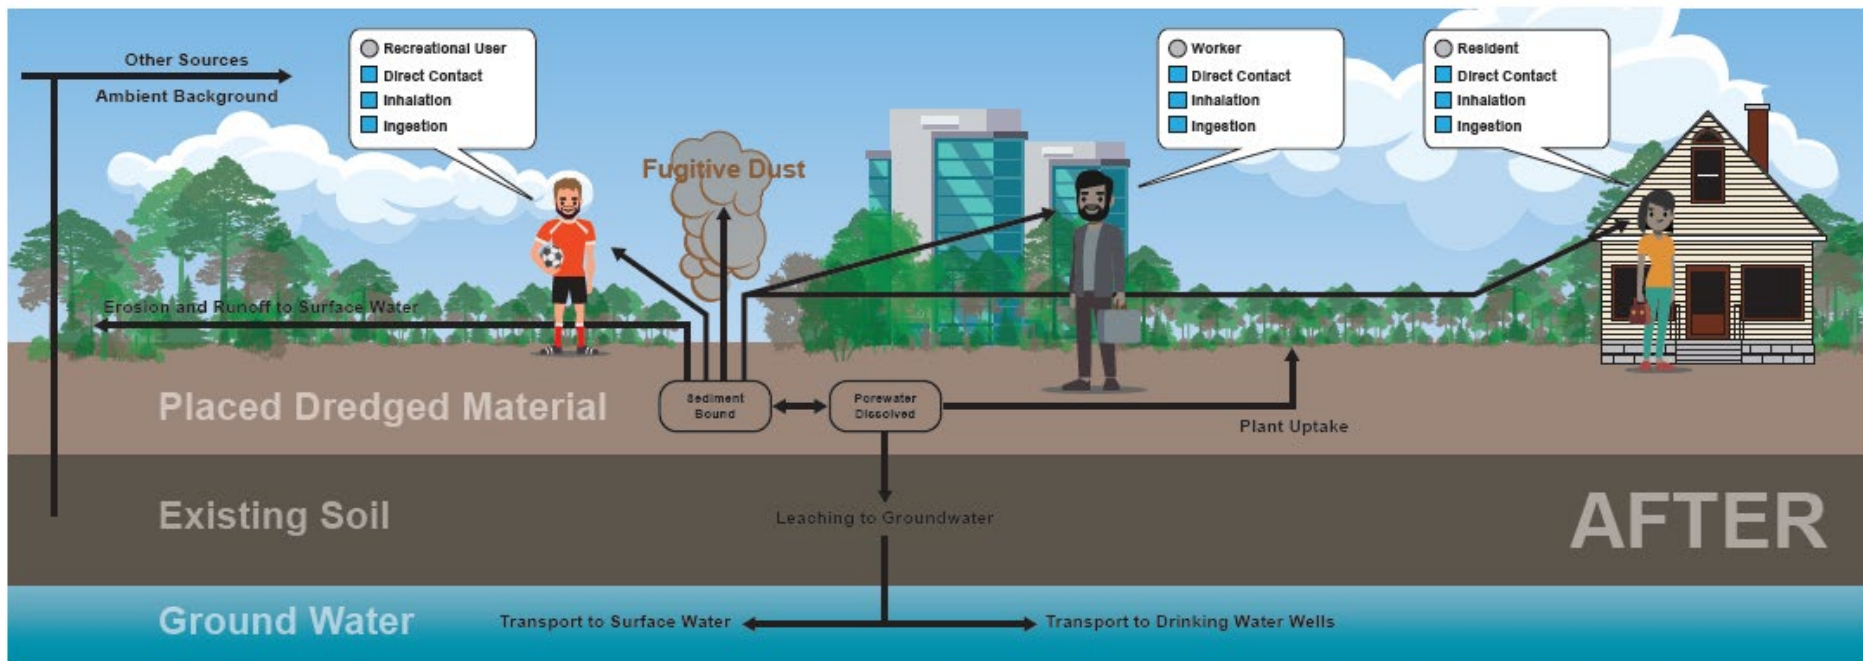 Other Sources
Ambient Background
Recreational User
Direct Contact
Inhalation
Ingestion
Fugitive Dust
Worker
Direct Contact
Inhalation
Ingestion
Resident
Direct Contact
Inhalation
Ingestion
Erosion and Runoff to Surface Water
Placed Dredged Material
Sediment
Bound
Porewater
Dissolved
Plant Uptake
Existing Soil
Leaching to Groundwater
AFTER
Ground Water
Transport to Surface Water
Transport to Drinking Water Wells